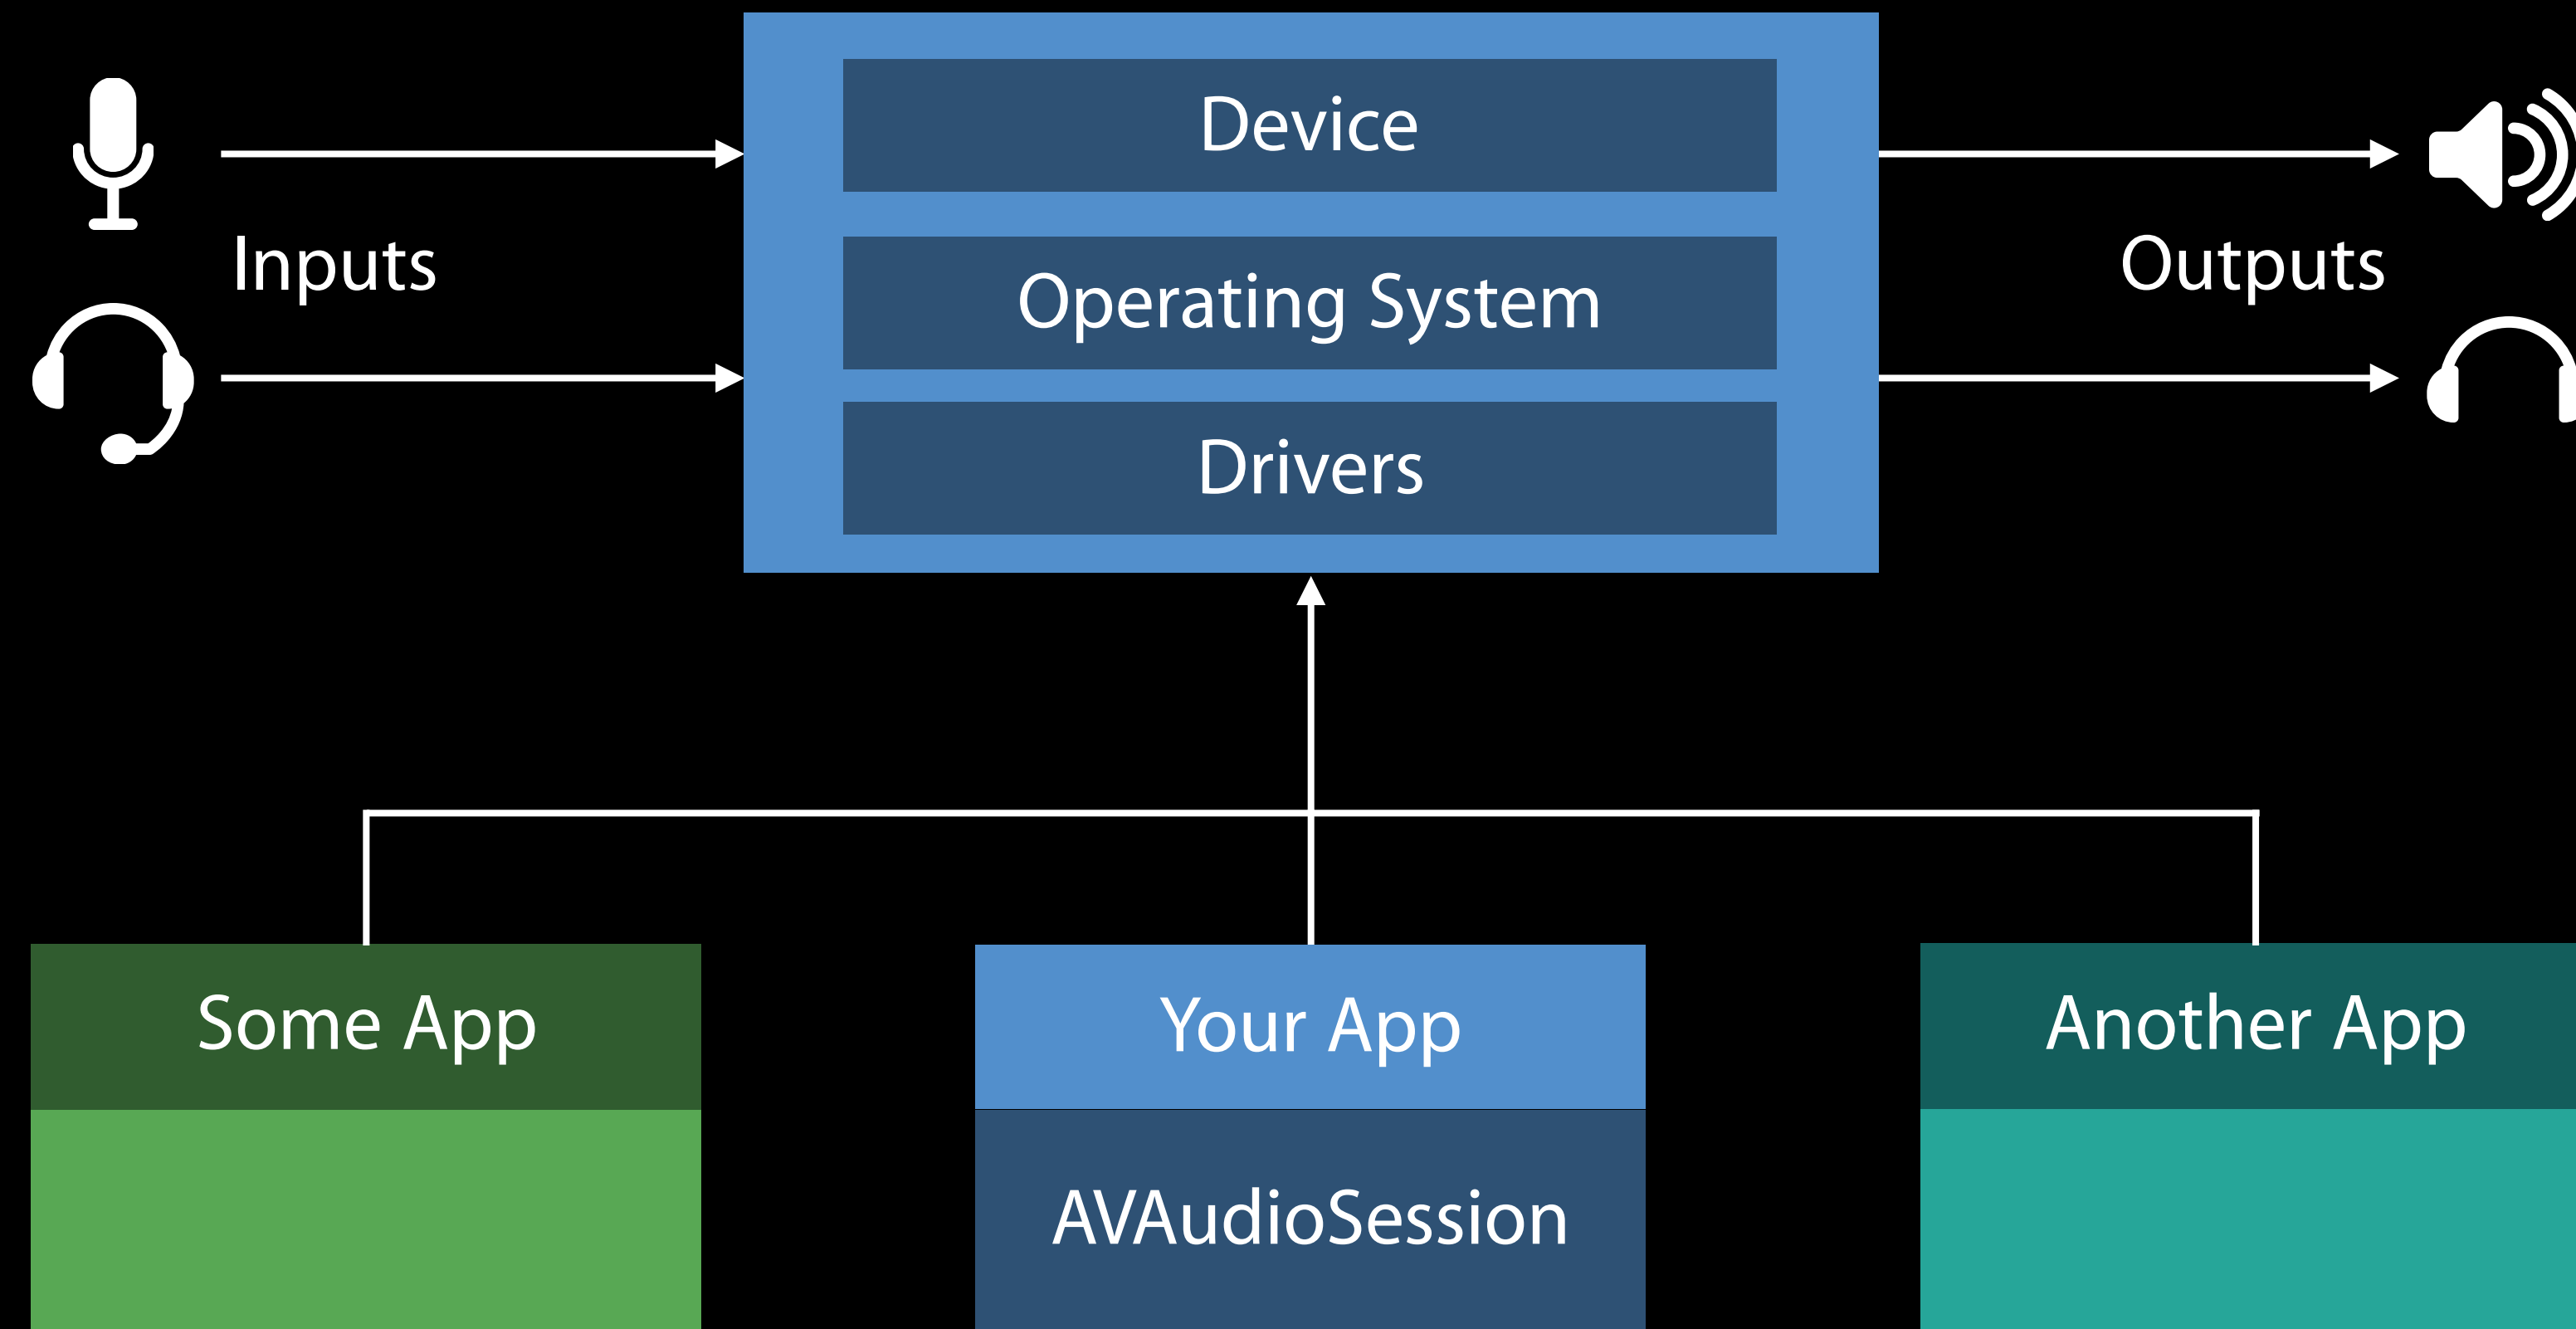 Device
Inputs
Outputs
Operating System
Drivers
Some App
Your App
Another App
AVAudioSession